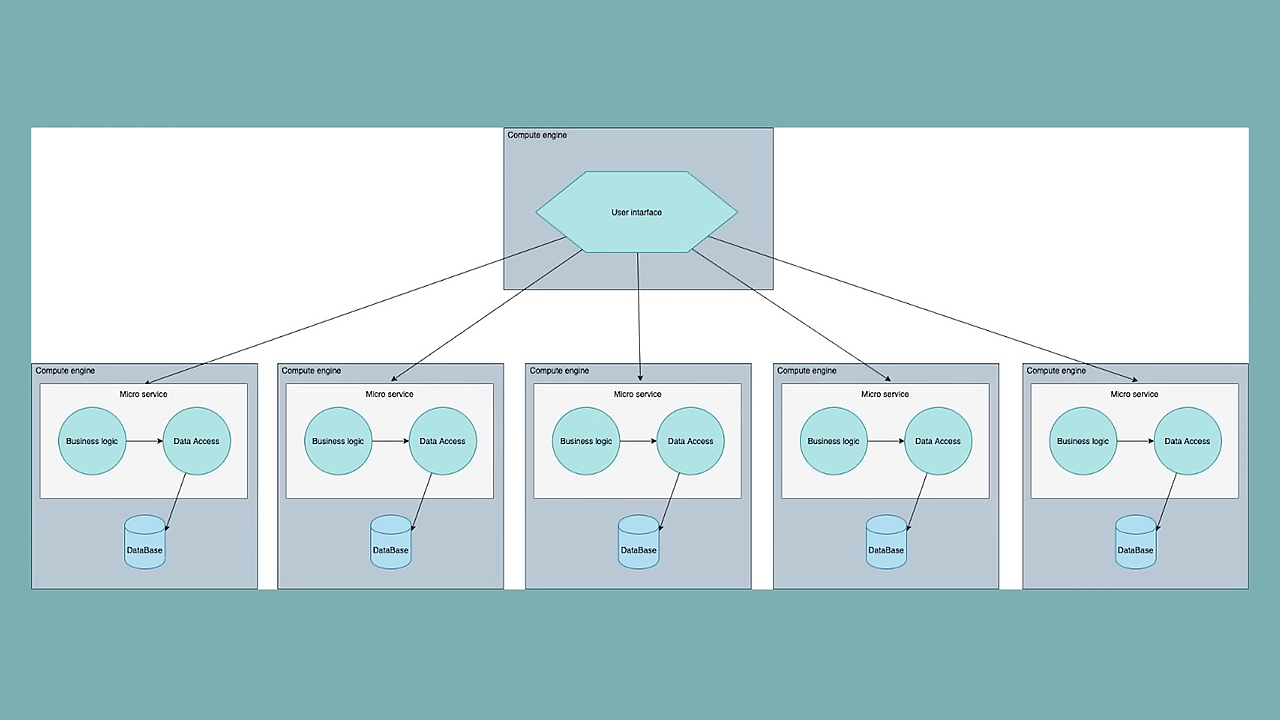 Compute engine
User intarface
Compute engine
Micro service
Business logic
Data Access
DataBase
Compute engine
Micro service
Business logic
Data Access
DataBase
Compute engine
Micro service
Business logic
Data Access
DataBase
Compute engine
Micro service
Business logic
Data Access
DataBase
Compute engine
Micro service
Business logic
Data Access
DataBase